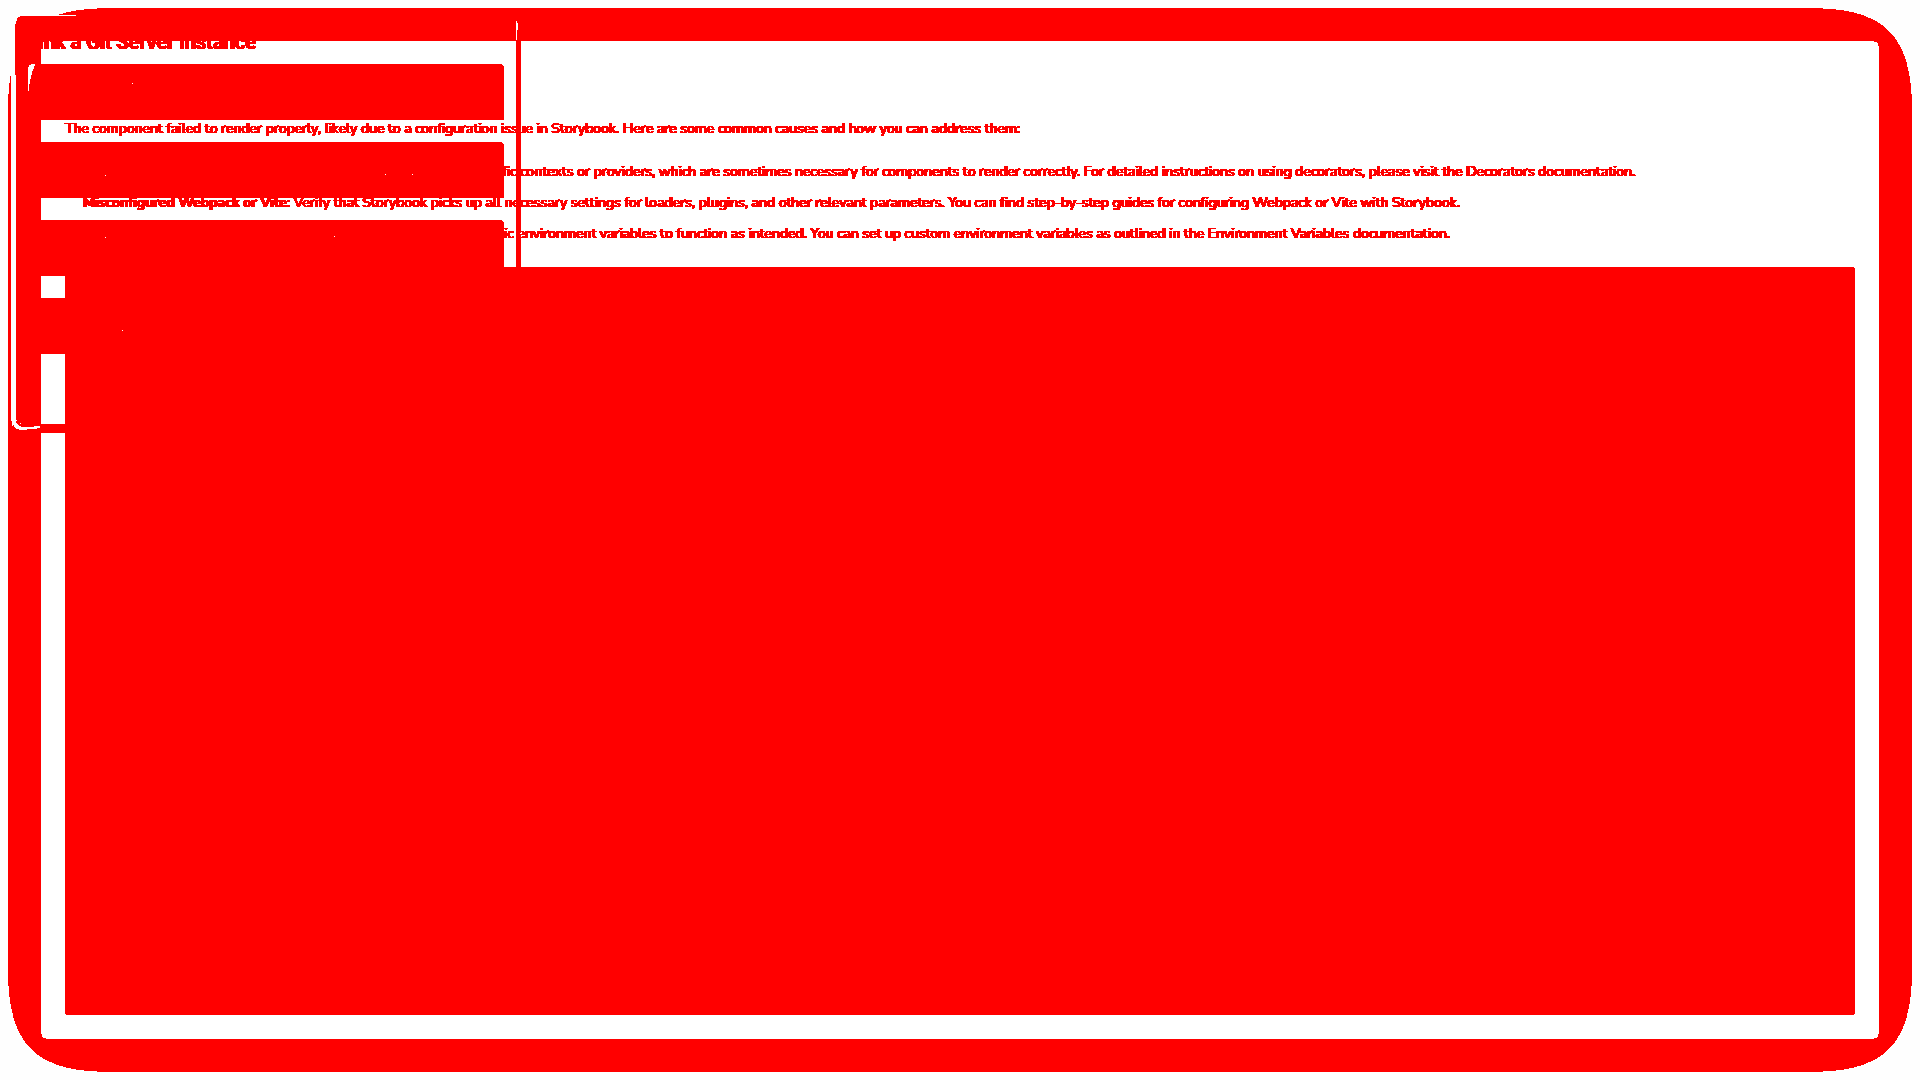 a Git Server Instance
The component failed to render properly, likely due to a configuration issue in Storybook. Here are some common causes and how you can address them:
contexts or providers, which are sometimes necessary for components to render correctly. For detailed instructions on using decorators, please visit the Decorators documentation.
Misconfigured Webpack or Vite: Verify that Storybook picks up all necessary settings for loaders, plugins, and other relevant parameters. You can find step-by-step guides for configuring Webpack or Vite with Storybook.
environment variables to function as intended. You can set up custom environment variables as outlined in the Environment Variables documentation.